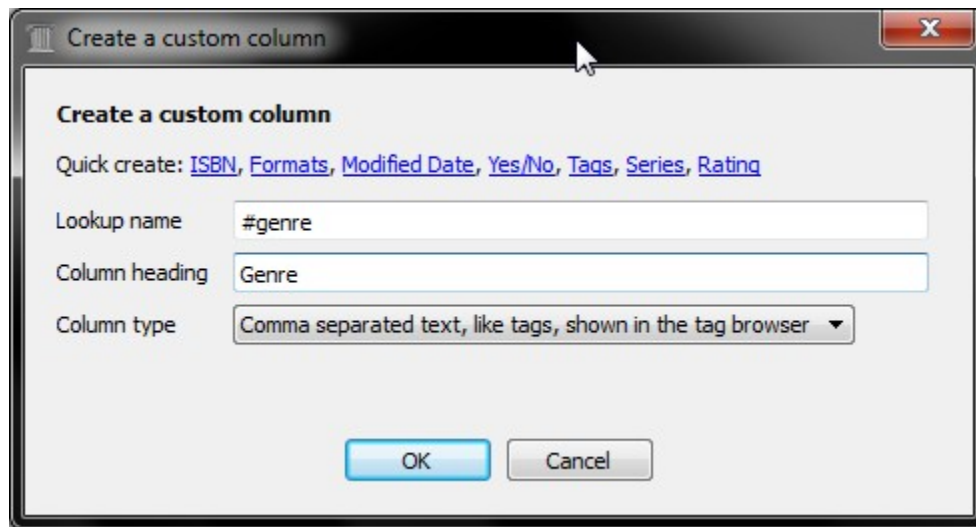 Create a custom column
Create a custom column
Quick create: ISBN, Formats, Modified Date, Yes/No, Tags, Series, Rating
Lookup name #genre
Column heading Genre
Column type Comma separated text, like tags, shown in the tag browser
OK Cancel